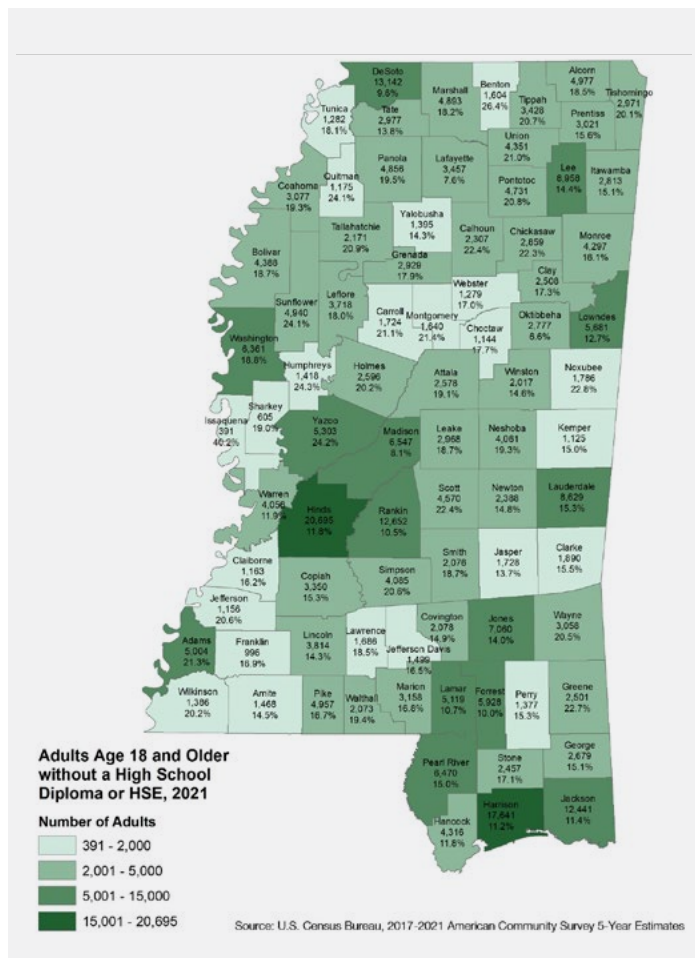 DeSoto
13,142
9.6%
Marshall
4,893
18.2%
Benton
1,604
26.4%
Alcorn
4,977
18.5%
Tippah
3,428
20.7%
Tishomingo
2,971
20.1%
Prentiss
3,021
15.6%
Tunica
1,282
18.1%
Tate
2,977
13.8%
Union
4,351
21.0%
Panola
4,856
19.5%
Lafayette
3,457
7.6%
Lee
8,958
14.4%
Itawamba
2,813
15.1%
Quitman
1,175
24.1%
Pontotoc
4,731
20.8%
Coahoma
3,077
19.3%
Yalobusha
1,395
14.3%
Tallahatchie
2,171
20.9%
Calhoun
2,307
22.4%
Chickasaw
2,859
22.3%
Monroe
4,297
Bolivar
18.7%
Grenada
2,929
17.9%
Clay
17.3%
Webster
1,279
17.0%
Sunflower
4,940
24.1%
Leflore
3,718
18.0%
Carroll
1,724
21.1%
Montgomery
1,640
21.4%
Choctaw
1,144
17.7%
Oktibbeha
2,777
6.6%
Lowndes
5,681
12.7%
Washington
18.8%
Humphreys
1,418
24.3%
Holmes
2,596
20.2%
Attala
2,578
19.1%
Winston
2,017
14.6%
Noxubee
1,786
22.8%
Sharkey
605
19.0%
Issaquena
391
40.2%
Yazoo
5,303
24.2%
Madison
6,547
8.1%
Leake
2,968
18.7%
Neshoba
4,061
19.3%
Kemper
1,125
15.0%
Warren
4,056
11.9%
Hinds
20,695
11.8%
Rankin
12,652
10.5%
Scott
4,570
22.4%
Newton
2,388
14.8%
Lauderdale
8,629
15.3%
Claiborne
1,163
16.2%
Copiah
3,350
15.3%
Simpson
4,085
20.8%
Smith
18.7%
Jasper
1,728
13.7%
Clarke
1,890
15.5%
Jefferson
1,156
20.6%
Adams
5,004
21.3%
Franklin
996
16.9%
Lincoln
3,814
14.3%
Lawrence
1,686
18.5%
Jefferson Davis
1,499
16.5%
Covington
14.9%
Jones
7,060
14.0%
Wayne
20.5%
Wilkinson
1,386
20.2%
Amite
1,468
14.5%
Pike
4,957
16.7%
Walthall
2,073
19.4%
Marion
3,158
16.8%
Lamar
5,119
10.7%
Forrest
5,928
10.0%
Perry
1,377
15.3%
Greene
2,501
22.7%
Pearl River
6,470
Stone
2,457
17.1%
George
2,679
15.1%
Hancock
4,316
11.8%
Harrison
17,641
11.2%
Jackson
12,441
11.4%
Adults Age 18 and Older
without a High School
Diploma or HSE, 2021
Number of Adults
391 - 2,000
2,001 - 5,000
5,001 - 15,000
15,001 - 20,695
Source: U.S. Census Bureau, 2017-2021 American Community Survey 5-Year Estimates